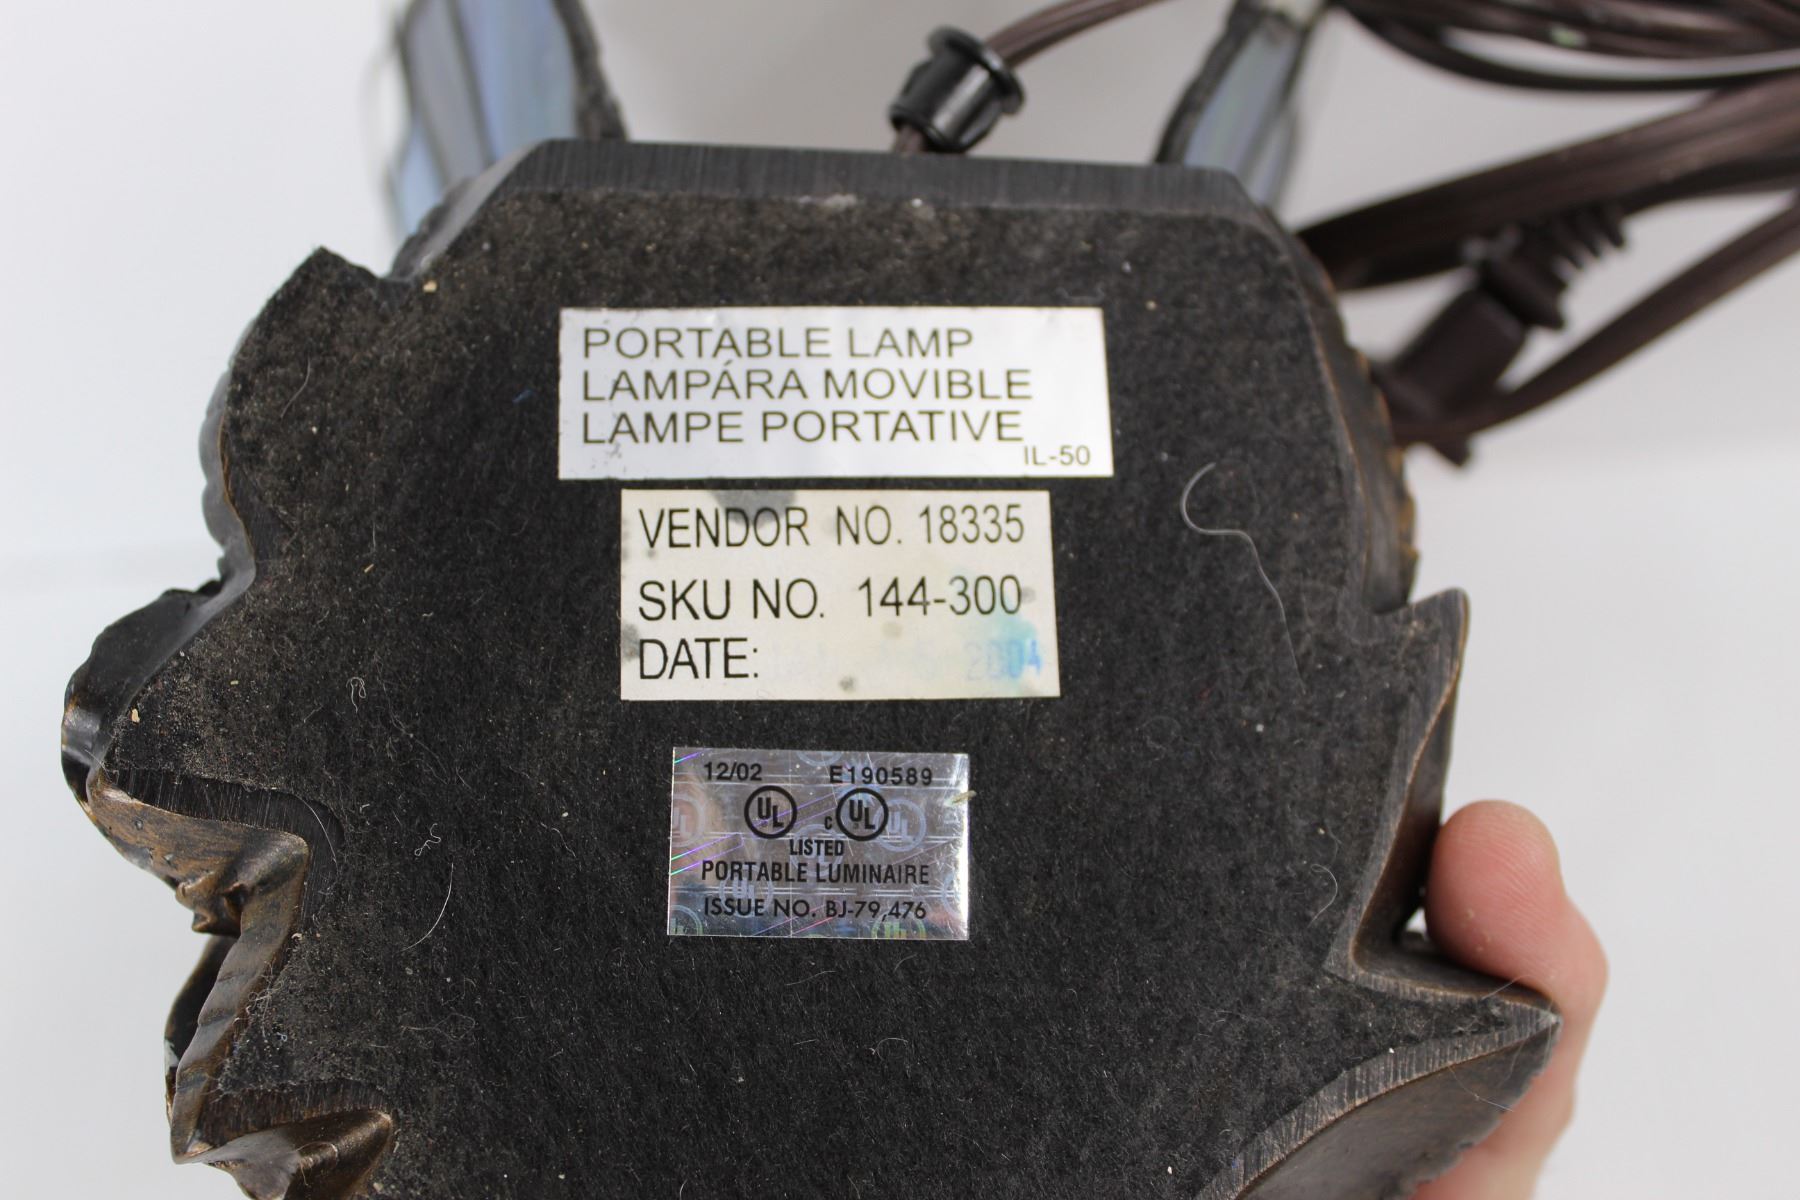 PORTABLE LAMP
LAMPÁRA MOVIBLE
LAMPE PORTATIVE
IL-50
VENDOR NO. 18335
SKU NO. 144-300
DATE: 2004
12/02 E190589
UL c UL
LISTED
PORTABLE LUMINAIRE
ISSUE NO. BJ-79,476